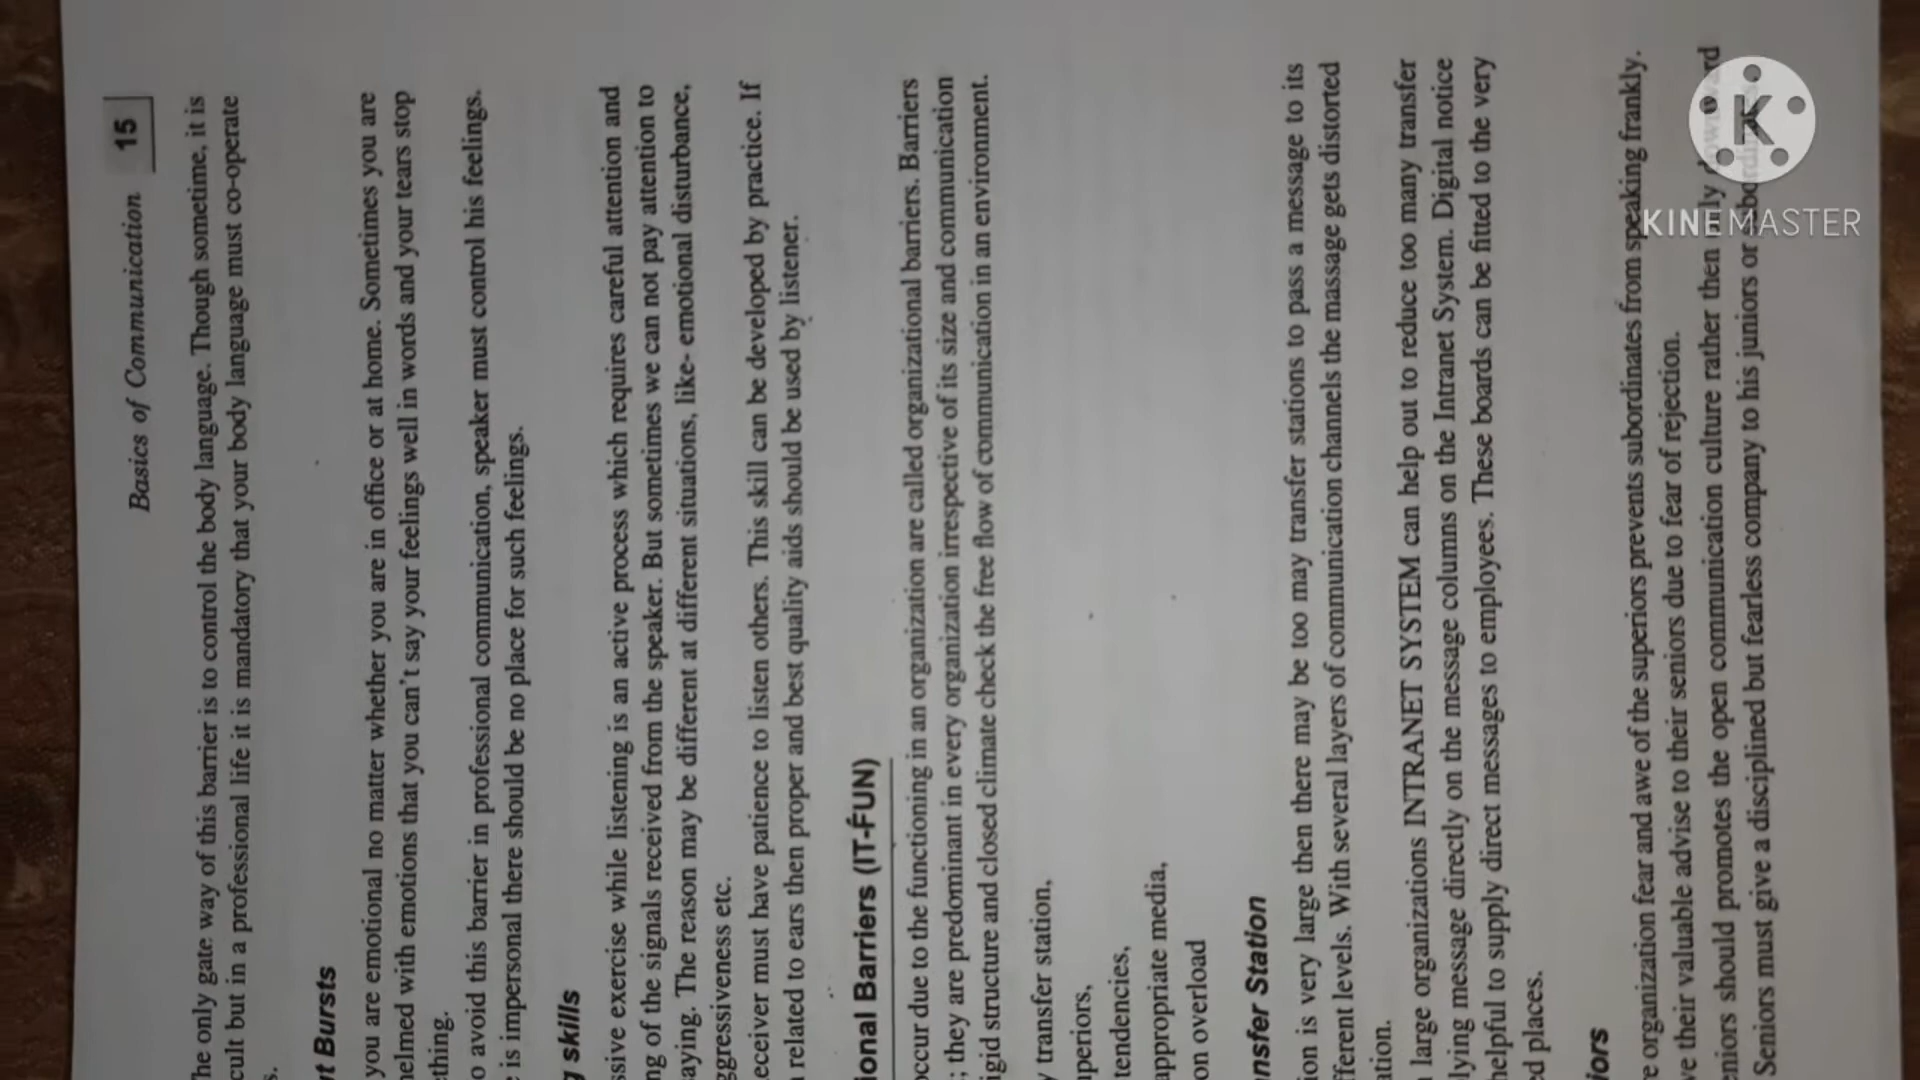 Basics of Communication 15
he only gate way of this barrier is to control the body language. Though sometime, it is
cult but in a professional life it is mandatory that your body language must co-operate
s.
t Bursts
you are emotional no matter whether you are in office or at home. Sometimes you are
elmed with emotions that you can't say your feelings well in words and your tears stop
ething.
o avoid this barrier in professional communication, speaker must control his feelings.
e is impersonal there should be no place for such feelings.
g skills
ssive exercise while listening is an active process which requires careful attention and
ng of the signals received from the speaker. But sometimes we can not pay attention to
aying. The reason may be different at different situations, like- emotional disturbance,
ggressiveness etc.
eceiver must have patience to listen others. This skill can be developed by practice. If
related to ears then proper and best quality aids should be used by listener.
ional Barriers (IT-FUN)
occur due to the functioning in an organization are called organizational barriers. Barriers
; they are predominant in every organization irrespective of its size and communication
igid structure and closed climate check the free flow of communication in an environment.
y transfer station,
uperiors,
tendencies,
appropriate media,
on overload
nsfer Station
ion is very large then there may be too may transfer stations to pass a message to its
fferent levels. With several layers of communication channels the massage gets distorted
ation.
large organizations INTRANET SYSTEM can help out to reduce too many transfer
lying message directly on the message columns on the Intranet System. Digital notice
helpful to supply direct messages to employees. These boards can be fitted to the very
ed places.
iors
e organization fear and awe of the superiors prevents subordinates from speaking frankly.
ve their valuable advise to their seniors due to fear of rejection.
eniors should promotes the open communication culture rather then
Seniors must give a disciplined but fearless company to his juniors or
KINEMASTER